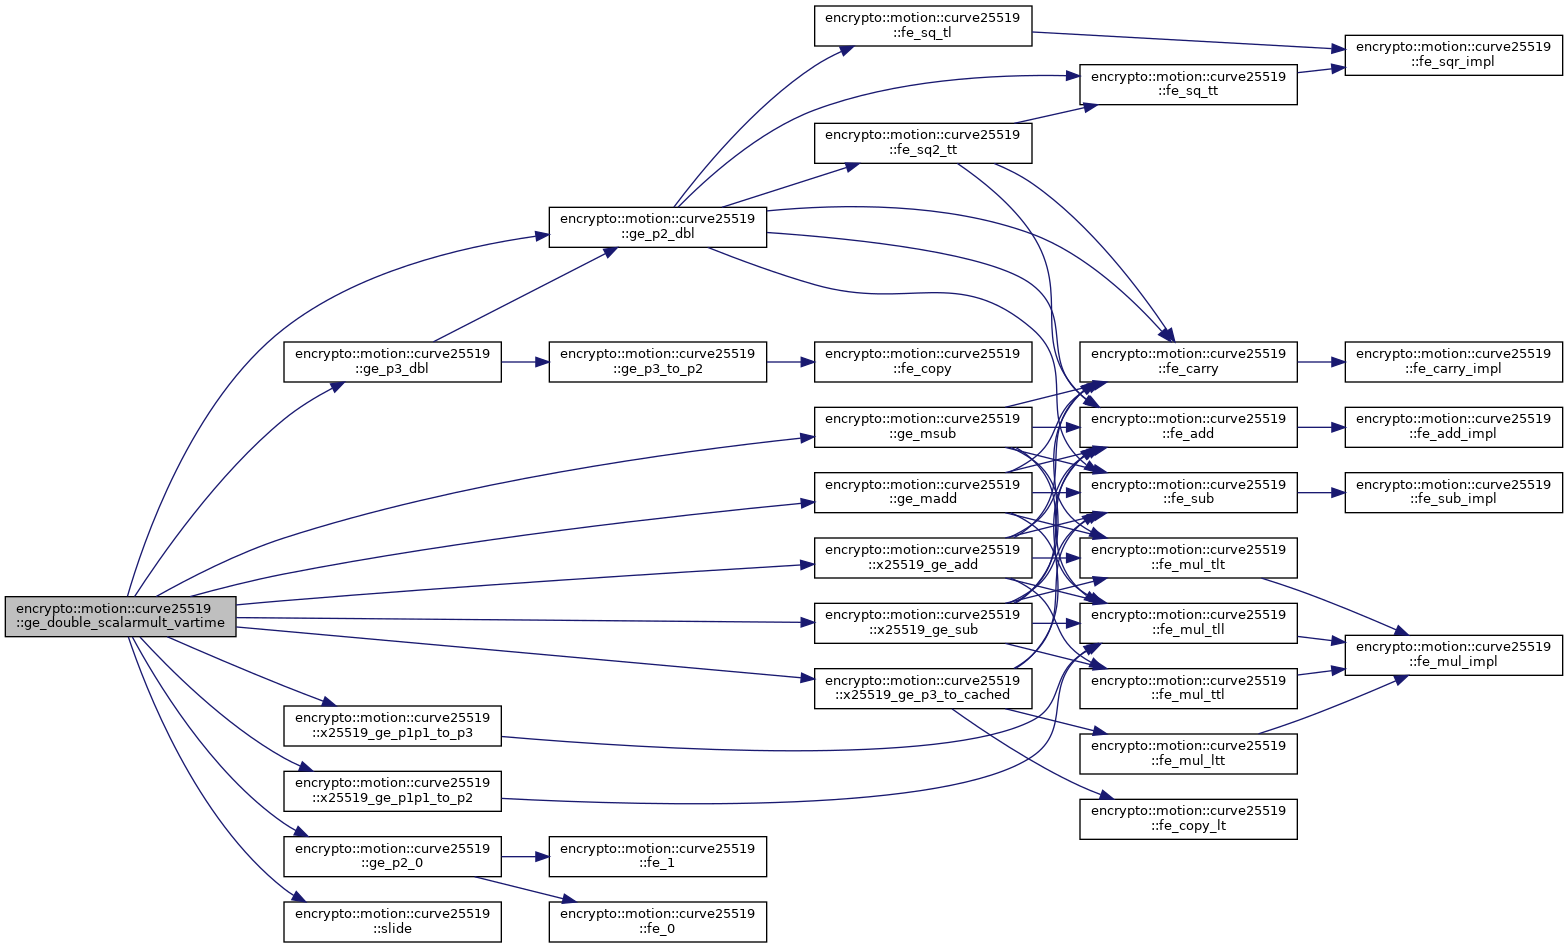 encrypto::motion::curve25519
::fe_sq_tl
encrypto::motion::curve25519
::fe_sqr_impl
encrypto::motion::curve25519
::fe_sq_tt
encrypto::motion::curve25519
::fe_sq2_tt
encrypto::motion::curve25519
::ge_p2_dbl
encrypto::motion::curve25519
::ge_p3_dbl
encrypto::motion::curve25519
::ge_p3_to_p2
encrypto::motion::curve25519
::fe_copy
encrypto::motion::curve25519
::fe_carry
encrypto::motion::curve25519
::fe_carry_impl
encrypto::motion::curve25519
::ge_msub
encrypto::motion::curve25519
::fe_add
encrypto::motion::curve25519
::fe_add_impl
encrypto::motion::curve25519
::ge_madd
encrypto::motion::curve25519
::fe_sub
encrypto::motion::curve25519
::fe_sub_impl
encrypto::motion::curve25519
::x25519_ge_add
encrypto::motion::curve25519
::fe_mul_tlt
encrypto::motion::curve25519
::ge_double_scalarmult_vartime
encrypto::motion::curve25519
::x25519_ge_sub
encrypto::motion::curve25519
::fe_mul_tll
encrypto::motion::curve25519
::fe_mul_impl
encrypto::motion::curve25519
::x25519_ge_p3_to_cached
encrypto::motion::curve25519
::fe_mul_ttl
encrypto::motion::curve25519
::x25519_ge_p1p1_to_p3
encrypto::motion::curve25519
::fe_mul_ltt
encrypto::motion::curve25519
::x25519_ge_p1p1_to_p2
encrypto::motion::curve25519
::fe_copy_lt
encrypto::motion::curve25519
::ge_p2_0
encrypto::motion::curve25519
::fe_1
encrypto::motion::curve25519
::slide
encrypto::motion::curve25519
::fe_0